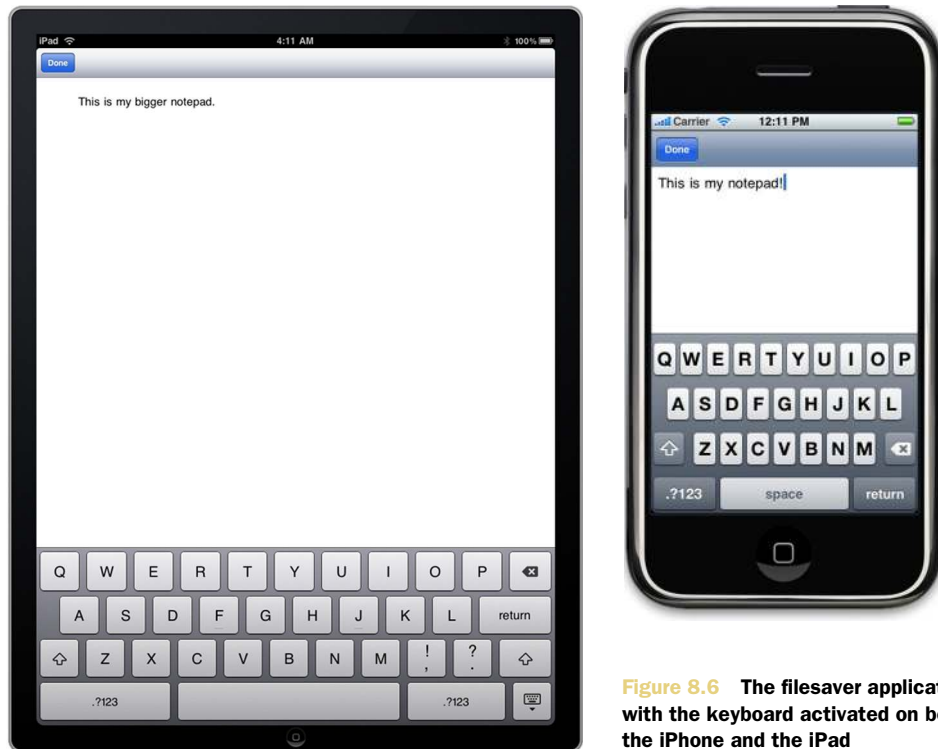 iPad 4:11 AM 100%
Done
This is my bigger notepad.
Q W E R T Y U I O P
A S D F G H J K L return
Z X C V B N M ! , ? .
.?123 .?123
Carrier 12:11 PM
Done
This is my notepad!
Q W E R T Y U I O P
A S D F G H J K L
Z X C V B N M
.?123 space return
Figure 8.6 The filesaver applicat
with the keyboard activated on b
the iPhone and the iPad